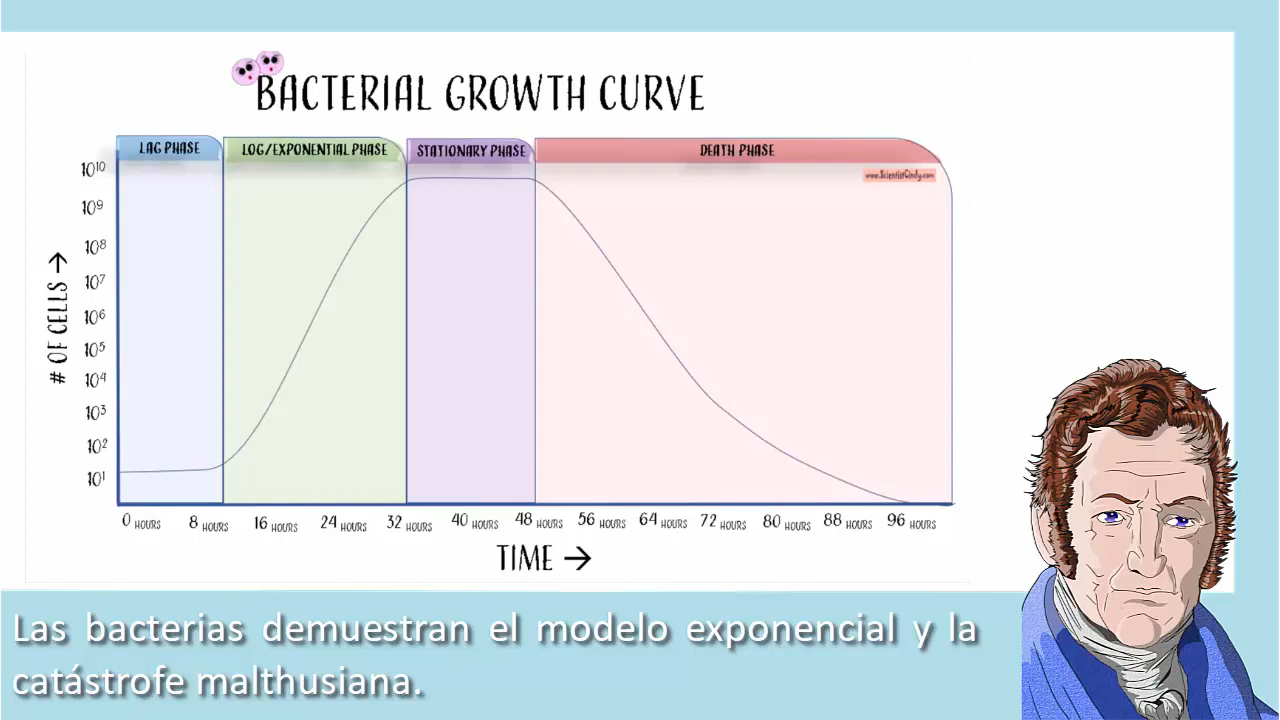 BACTERIAL GROWTH CURVE
LAG PHASE
LOG/EXPONENTIAL PHASE
STATIONARY PHASE
DEATH PHASE
www.ScientistCindy.com
10¹⁰
10⁹
10⁸
10⁷
10⁶
10⁵
10⁴
10³
10²
10¹
# OF CELLS →
0 HOURS 8 HOURS 16 HOURS 24 HOURS 32 HOURS 40 HOURS 48 HOURS 56 HOURS 64 HOURS 72 HOURS 80 HOURS 88 HOURS 96 HOURS
TIME →
Las bacterias demuestran el modelo exponencial y la
catástrofe malthusiana.